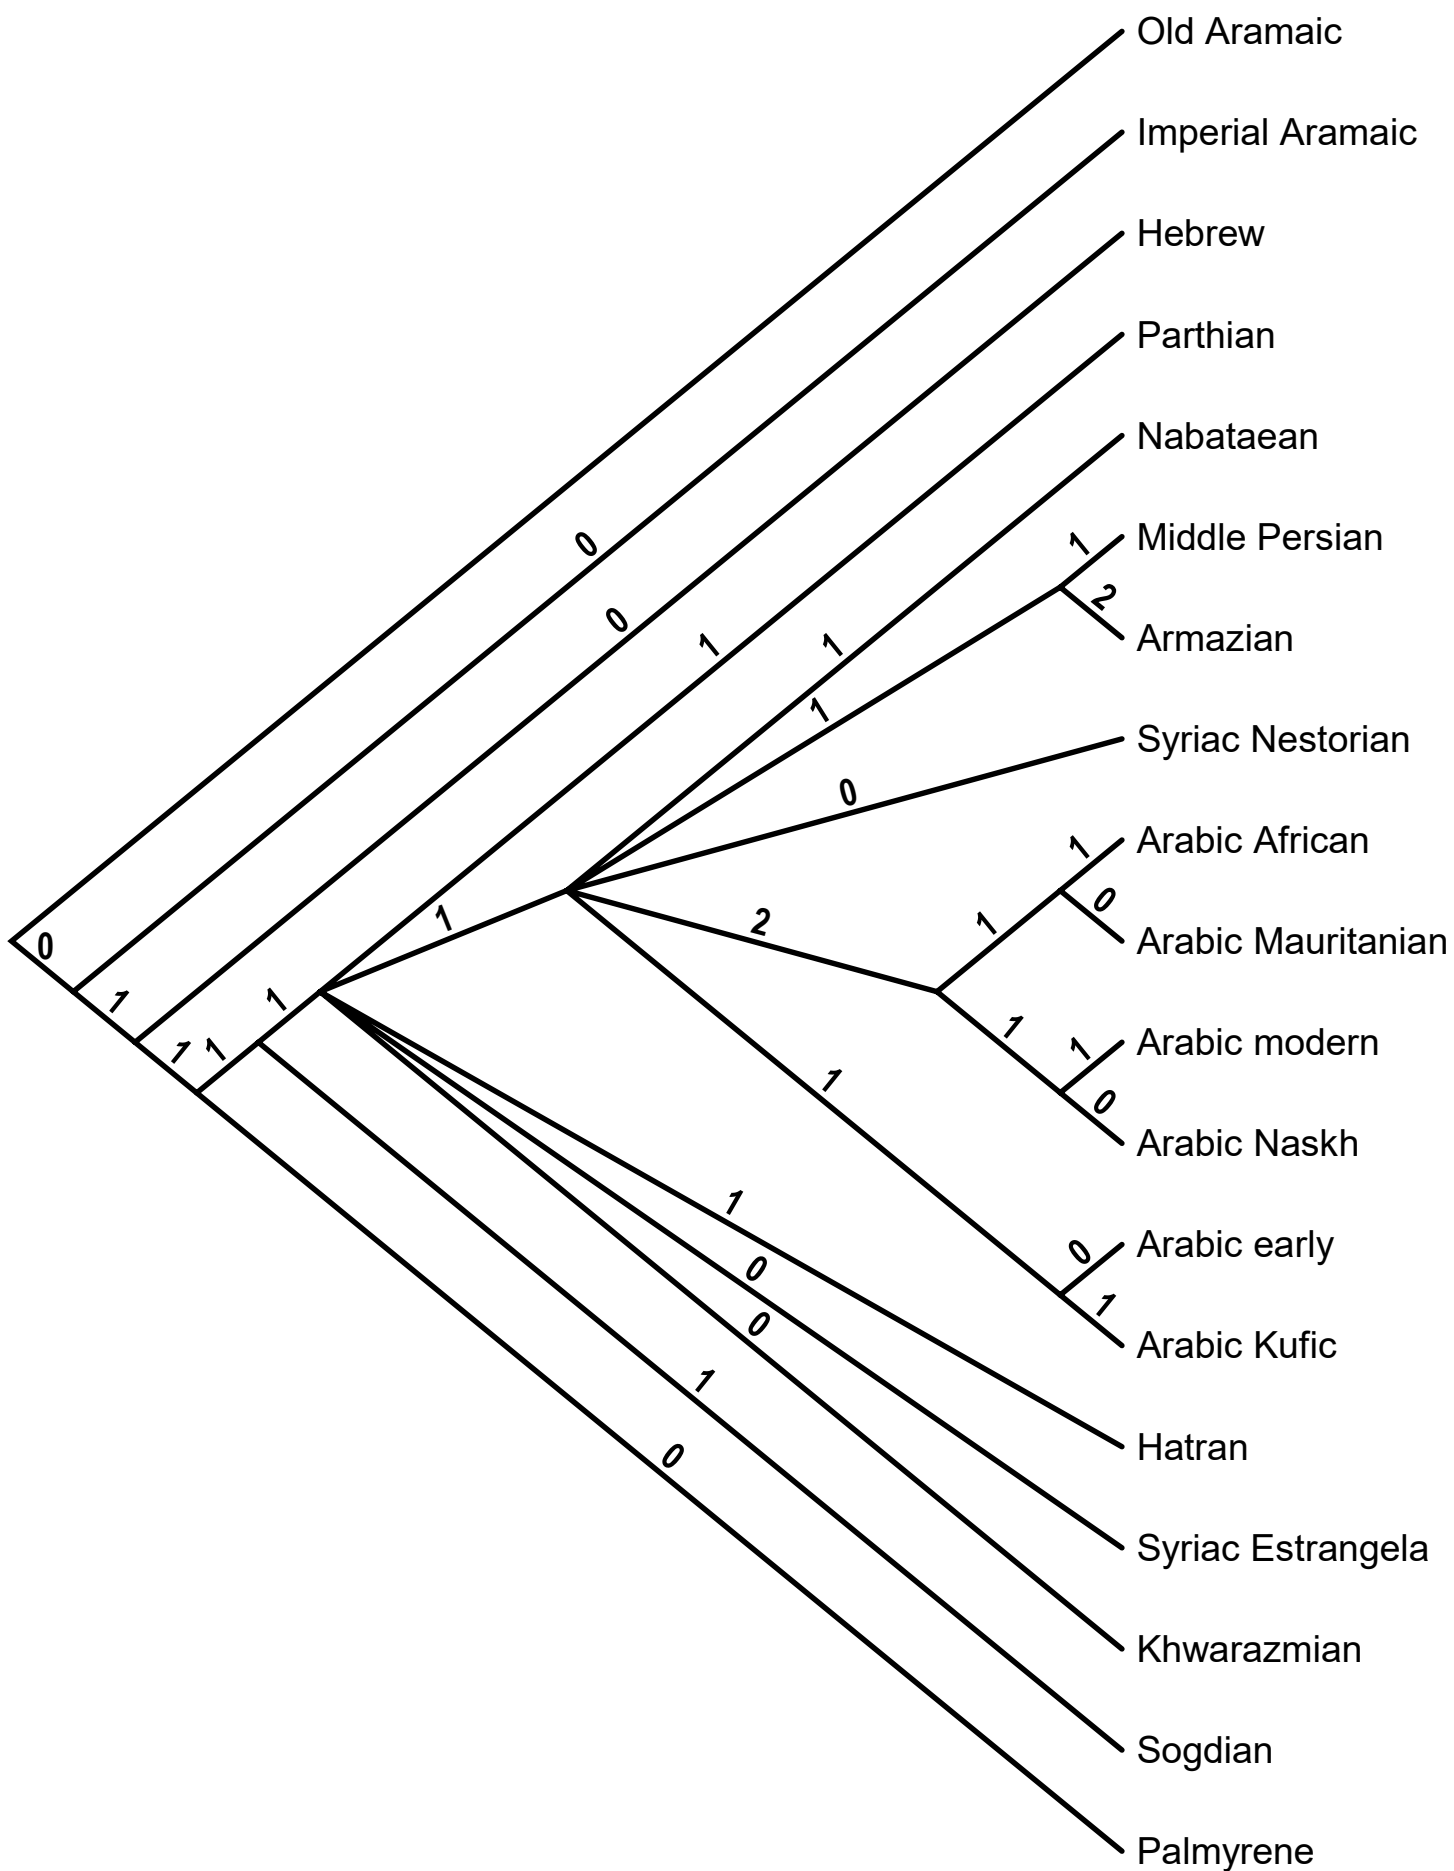 Old Aramaic
Imperial Aramaic
Hebrew
Parthian
Nabataean
1 Middle Persian
0
2
0
1
1
Armazian
1
Syriac Nestorian
0
1 Arabic African
0
1
2
1
Arabic Mauritanian
0
1
1
1
1 Arabic modern
1
1
1
0
Arabic Naskh
1
0 Arabic early
0
1
0
Arabic Kufic
1
0
Hatran
Syriac Estrangela
Khwarazmian
Sogdian
Palmyrene